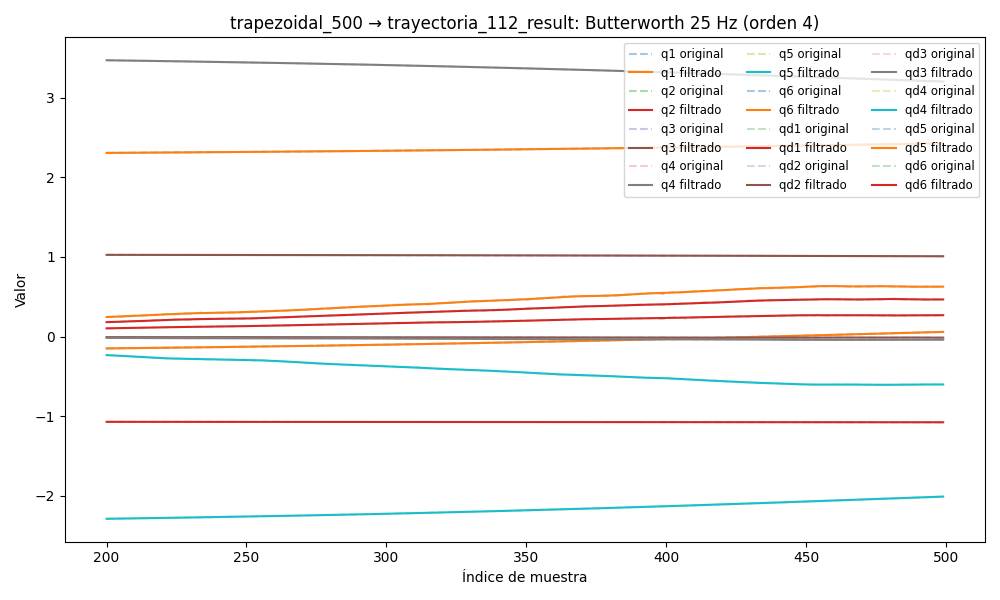 trapezoidal_500 → trayectoria_112_result: Butterworth 25 Hz (orden 4)
q1 original
q1 filtrado
q2 original
q2 filtrado
q3 original
q3 filtrado
q4 original
q4 filtrado
q5 original
q5 filtrado
q6 original
q6 filtrado
qd1 original
qd1 filtrado
qd2 original
qd2 filtrado
qd3 original
qd3 filtrado
qd4 original
qd4 filtrado
qd5 original
qd5 filtrado
qd6 original
qd6 filtrado
Valor
3
2
1
0
−1
−2
200
250
300
350
400
450
500
Índice de muestra